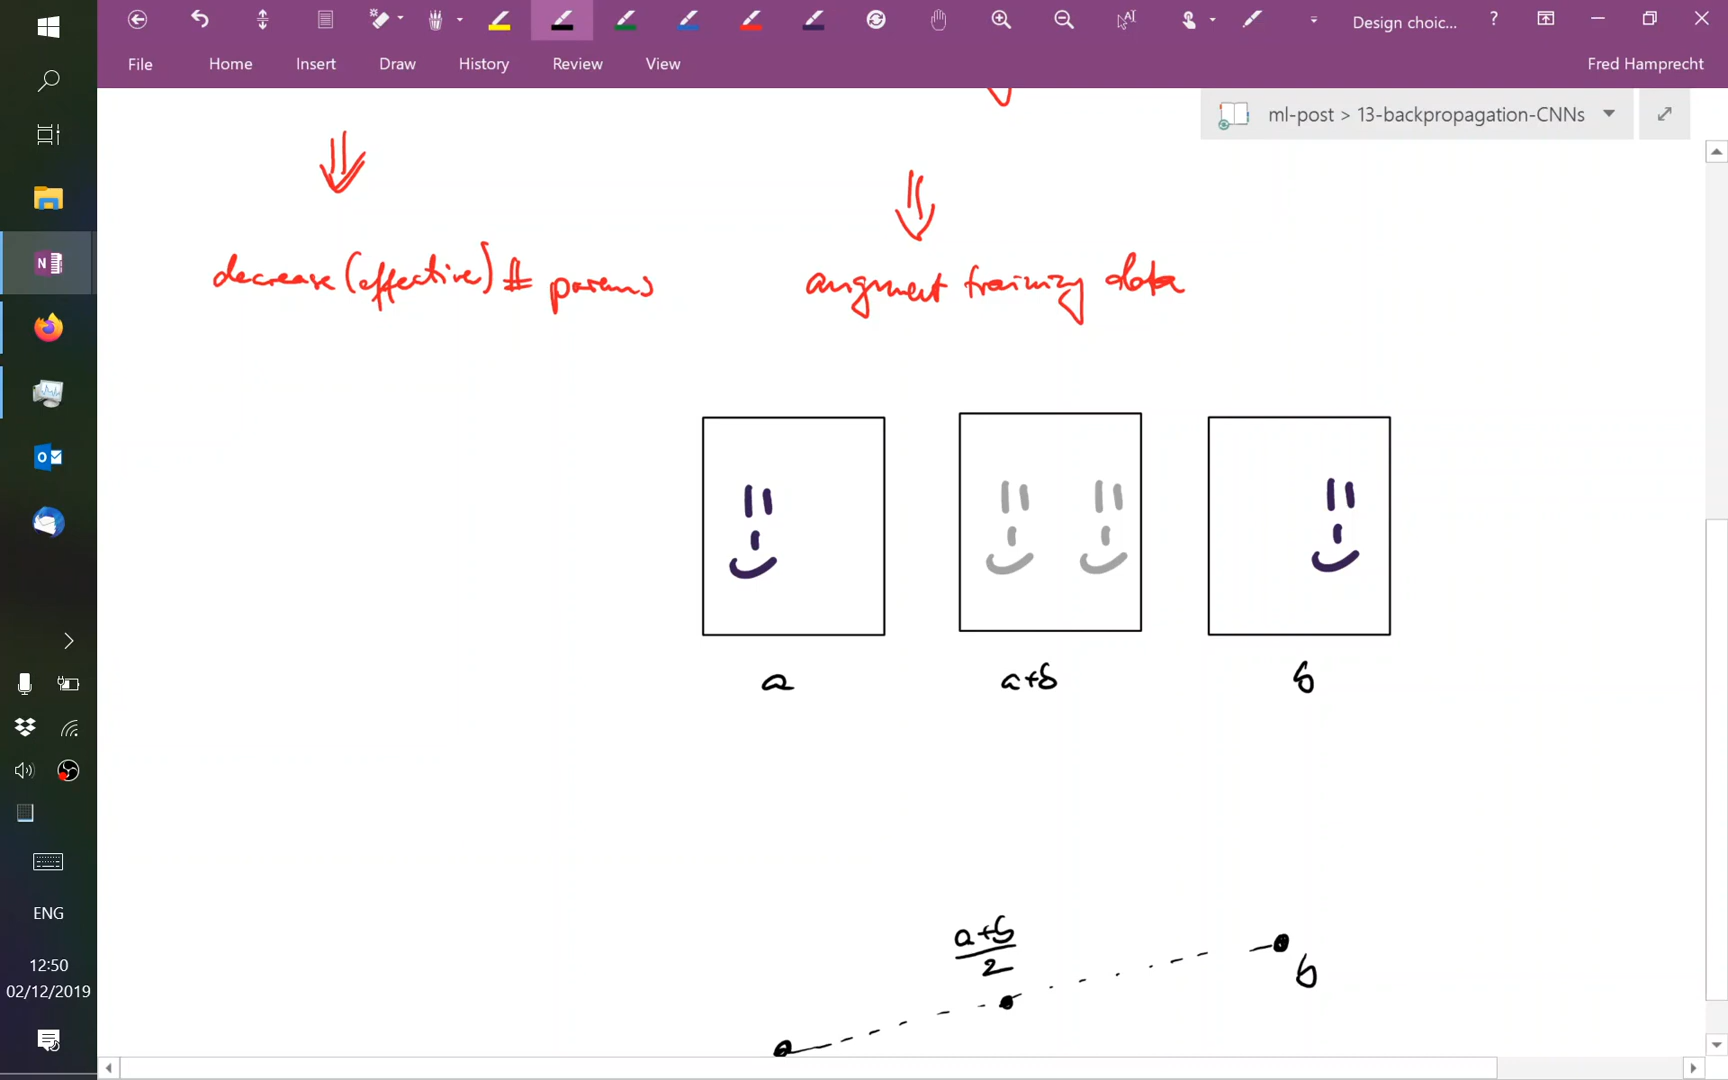 Design choic...
?
File
Home
Insert
Draw
History
Review
View
Fred Hamprecht
ml-post > 13-backpropagation-CNNs
decrease (effective) # params
augment training data
a
a+b
b
a+b
2
b
ENG
12:50
02/12/2019